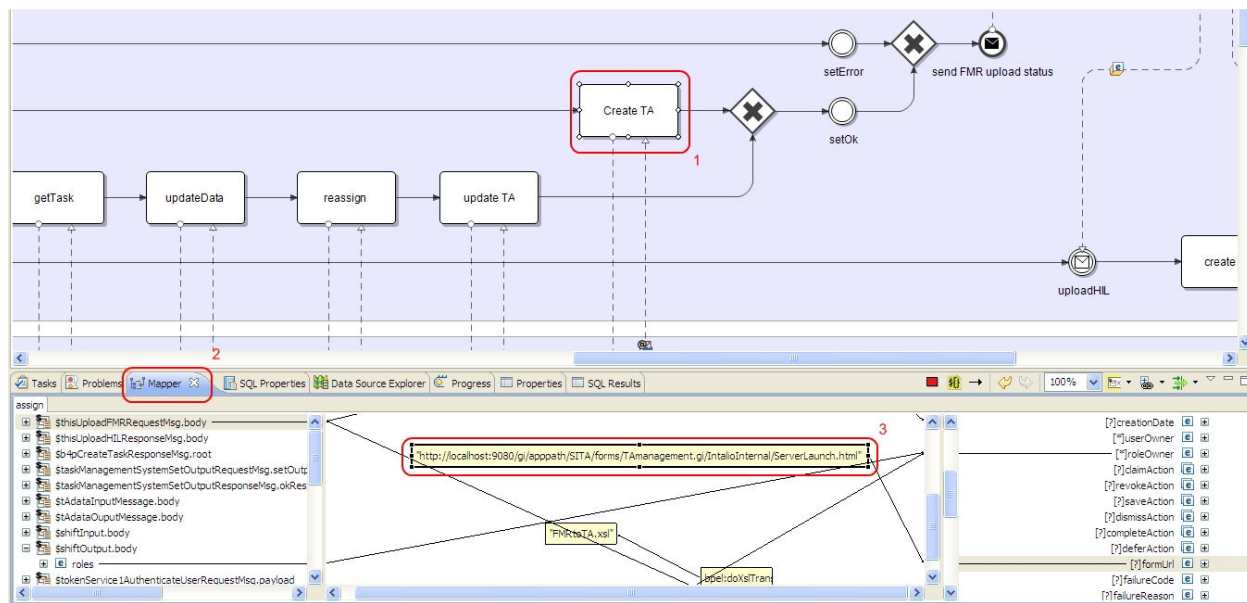 setError
send FMR upload status
Create TA
1
setOk
getTask
updateData
reassign
update TA
uploadHIL
create
2
Tasks Problems Mapper SQL Properties Data Source Explorer Progress Properties SQL Results
100%
assign
$thisUploadFMRRequestMsg.body
$thisUploadHILResponseMsg.body
$b4pCreateTaskResponseMsg.root
$taskManagementSystemSetOutputRequestMsg.setOutp
$taskManagementSystemSetOutputResponseMsg.okRes
$tAdataInputMessage.body
$tAdataOuputMessage.body
$shiftInput.body
$shiftOutput.body
roles
$tokenService1AuthenticateUserRequestMsg.payload
3
"http://localhost:9080/gi/apppath/SITA/forms/TAmanagement.gi/IntalioInternal/ServerLaunch.html"
"FMRtoTA.xsl"
bpel:doXslTrans
[?]creationDate
[*]userOwner
[*]roleOwner
[?]claimAction
[?]revokeAction
[?]saveAction
[?]dismissAction
[?]completeAction
[?]deferAction
[?]formUrl
[?]failureCode
[?]failureReason